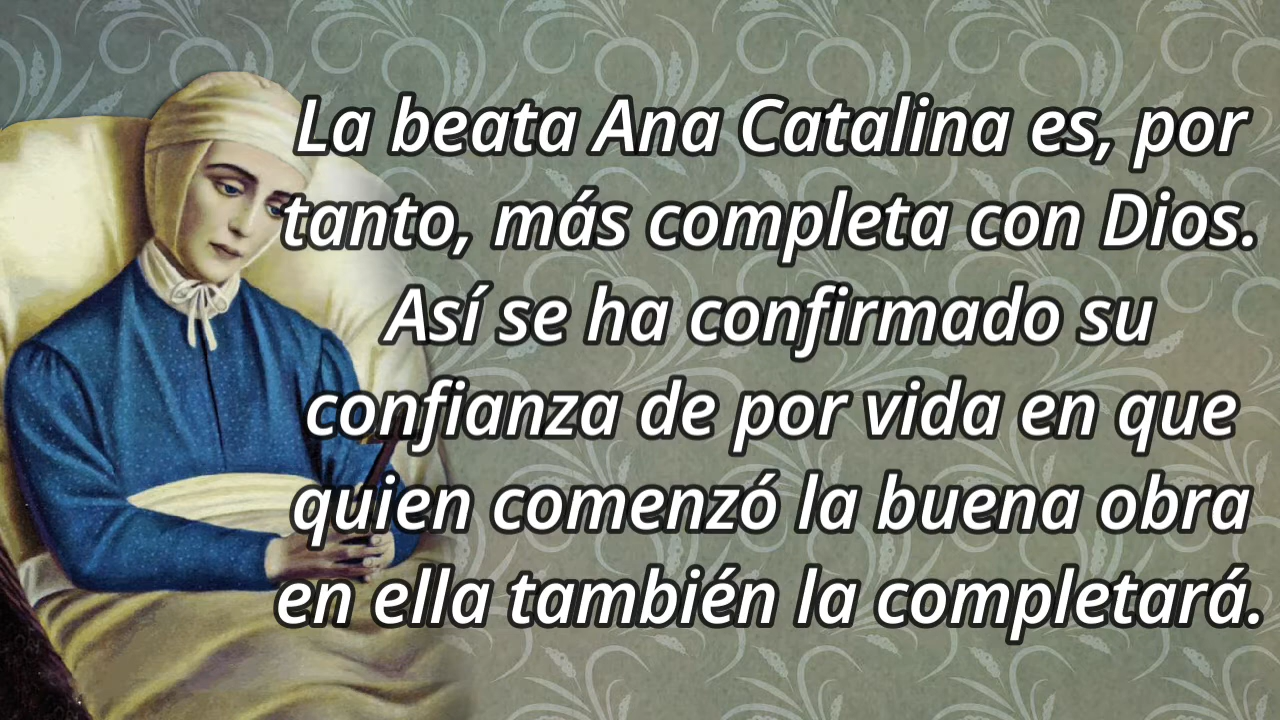 La beata Ana Catalina es, por
tanto, más completa con Dios.
Así se ha confirmado su
confianza de por vida en que
quien comenzó la buena obra
en ella también la completará.